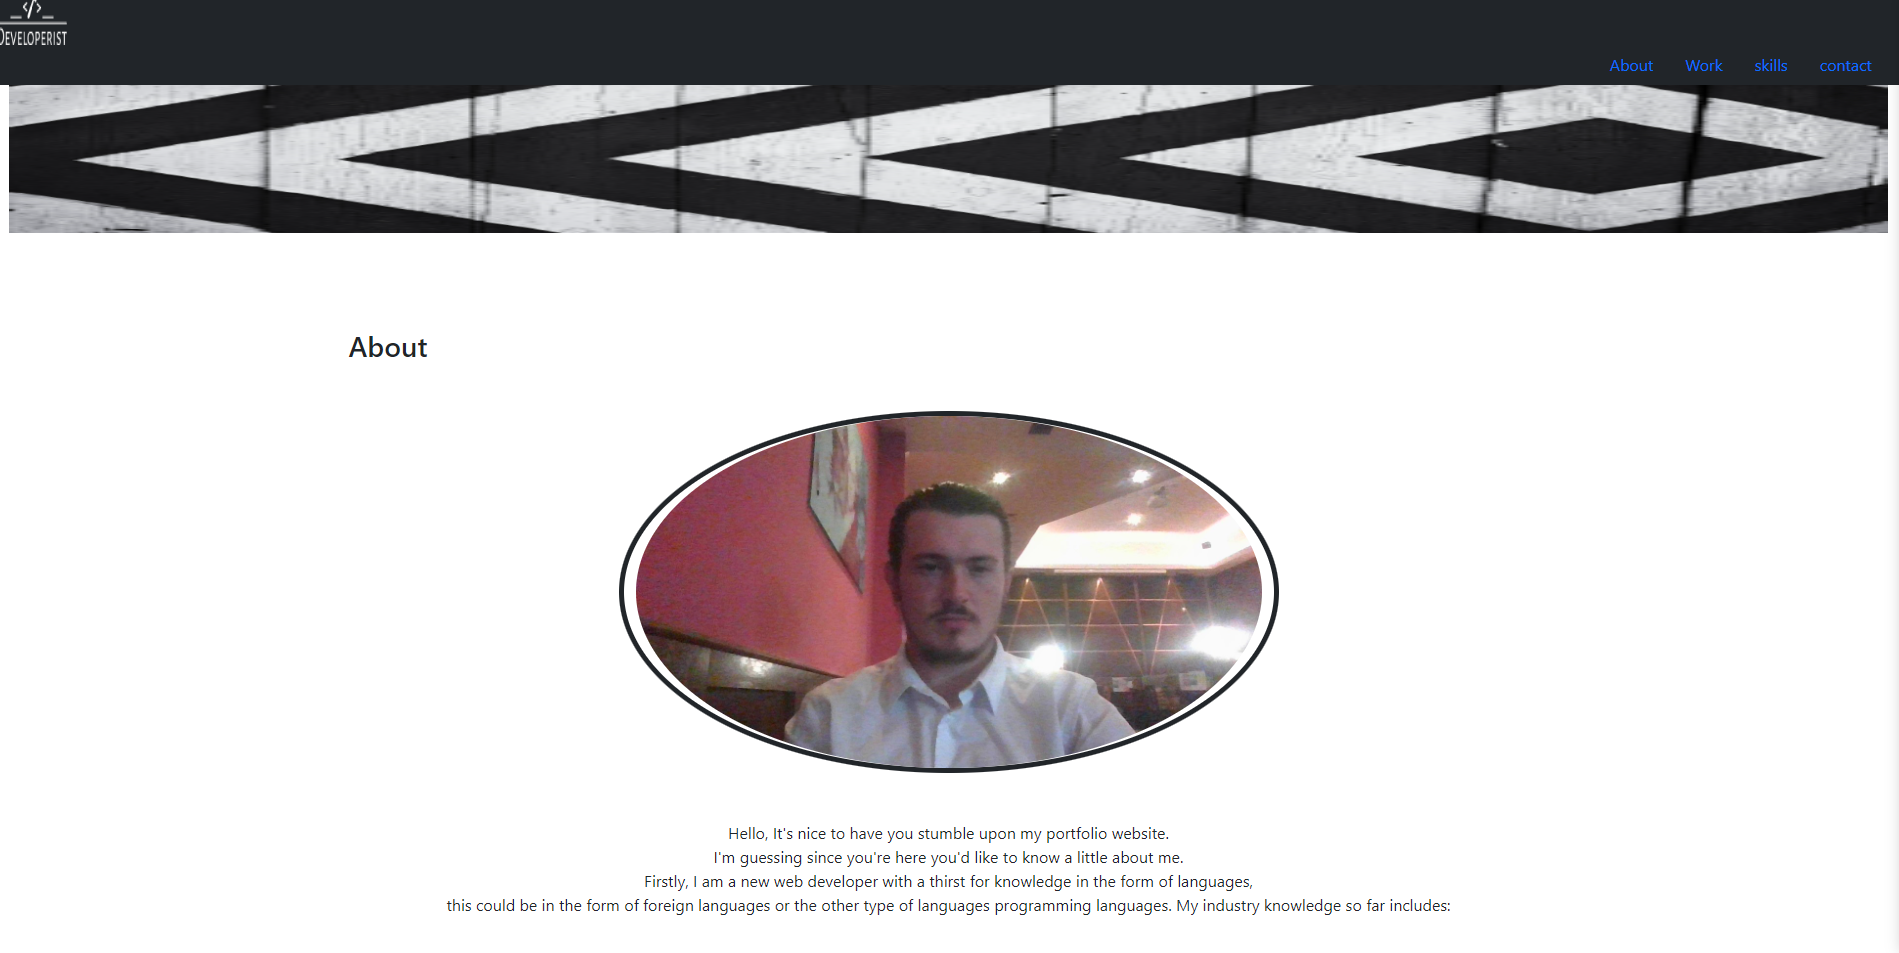 </>
DEVELOPERIST
About Work skills contact
About
Hello, It's nice to have you stumble upon my portfolio website.
I'm guessing since you're here you'd like to know a little about me.
Firstly, I am a new web developer with a thirst for knowledge in the form of languages,
this could be in the form of foreign languages or the other type of languages programming languages. My industry knowledge so far includes: